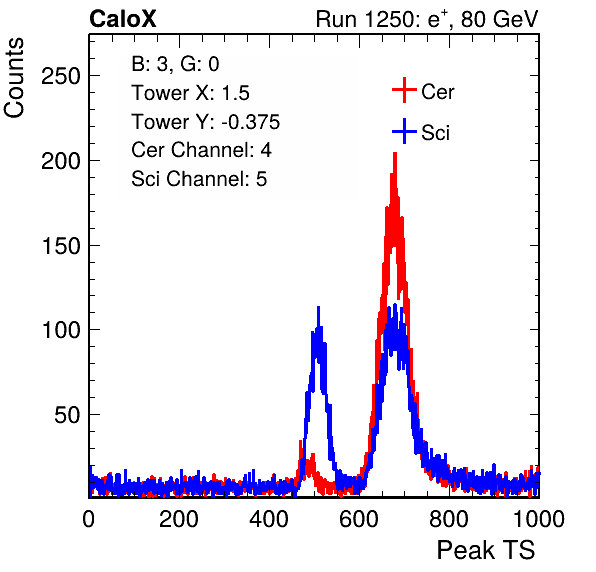 CaloX Run 1250: e⁺, 80 GeV
Counts
B: 3, G: 0
Tower X: 1.5
Tower Y: -0.375
Cer Channel: 4
Sci Channel: 5
Cer
Sci
250
200
150
100
50
0 200 400 600 800 1000
Peak TS